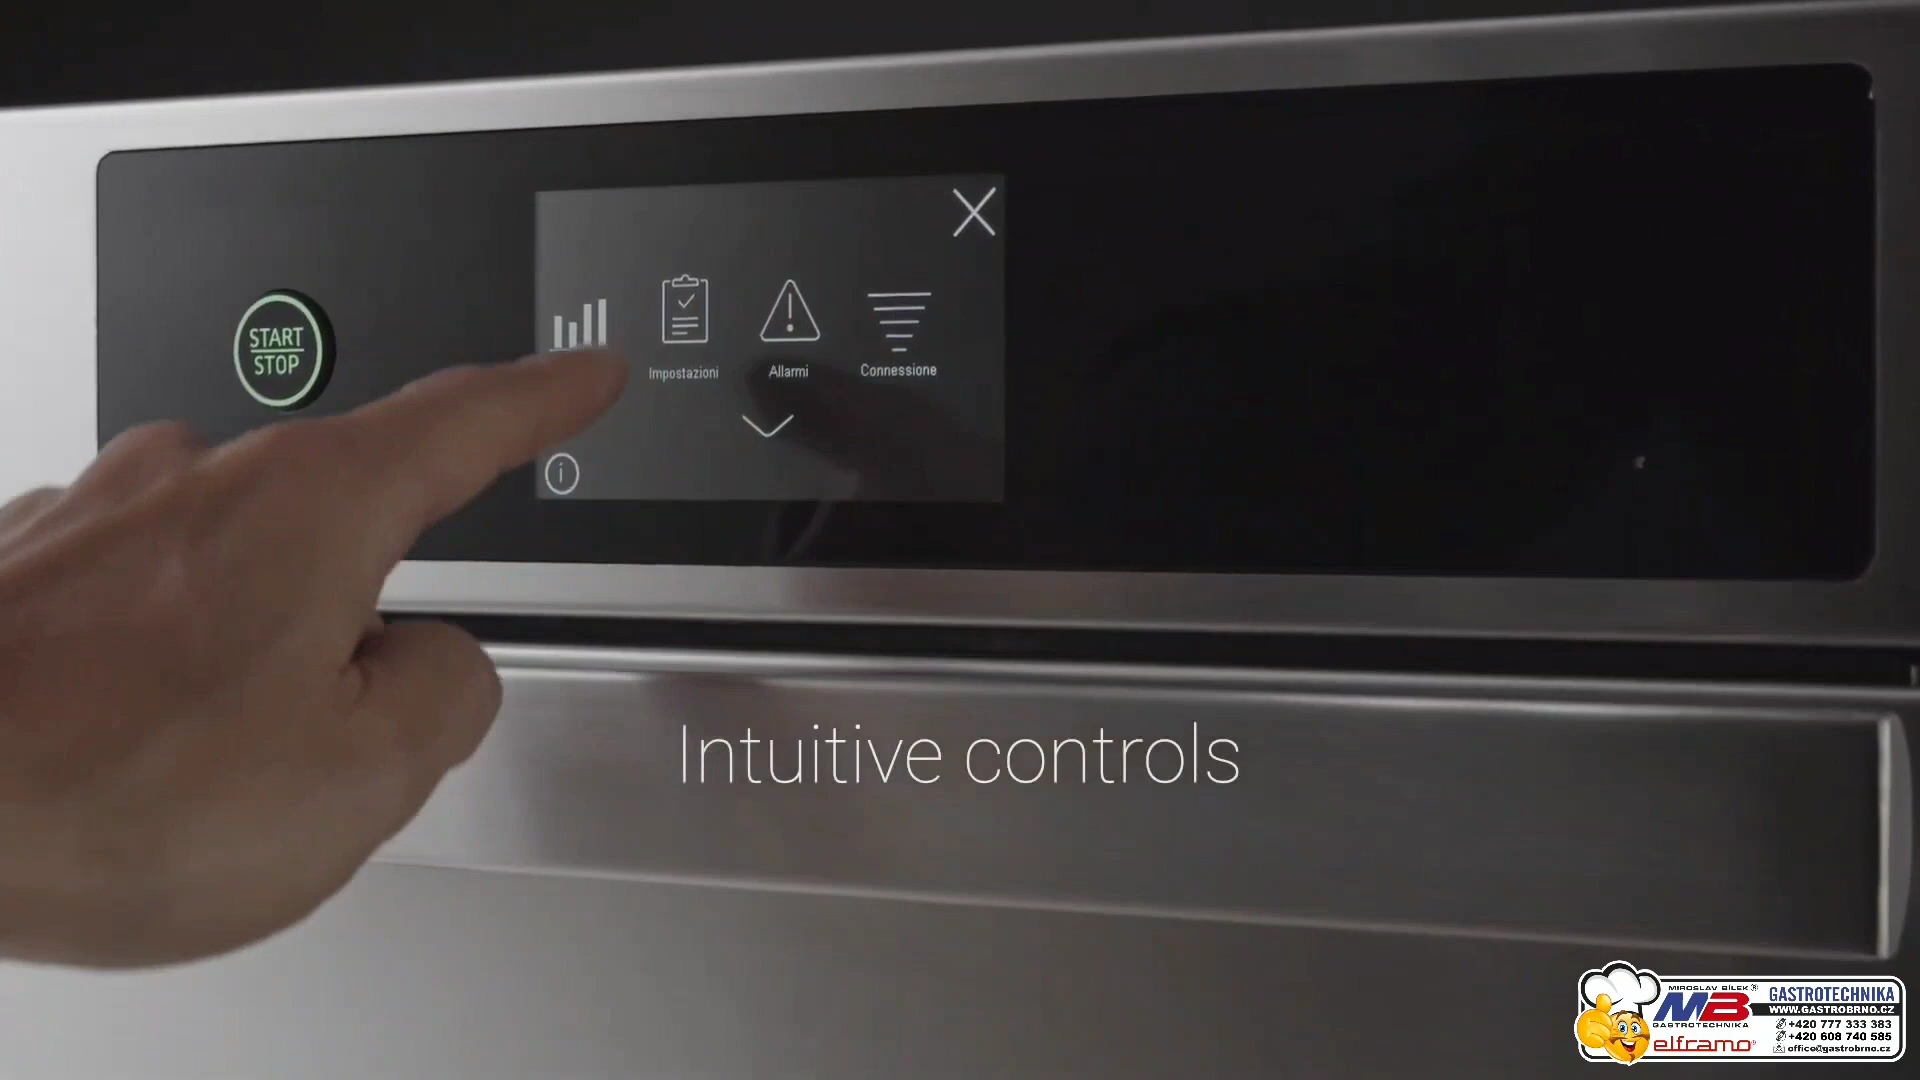 START
STOP
Impostazioni
Allarmi
Connessione
i
Intuitive controls
MIROSLAV BÍLEK®
MB
GASTROTECHNIKA
elframo®
GASTROTECHNIKA
WWW.GASTROBRNO.CZ
+420 777 333 383
+420 608 740 585
office@gastrobrno.cz